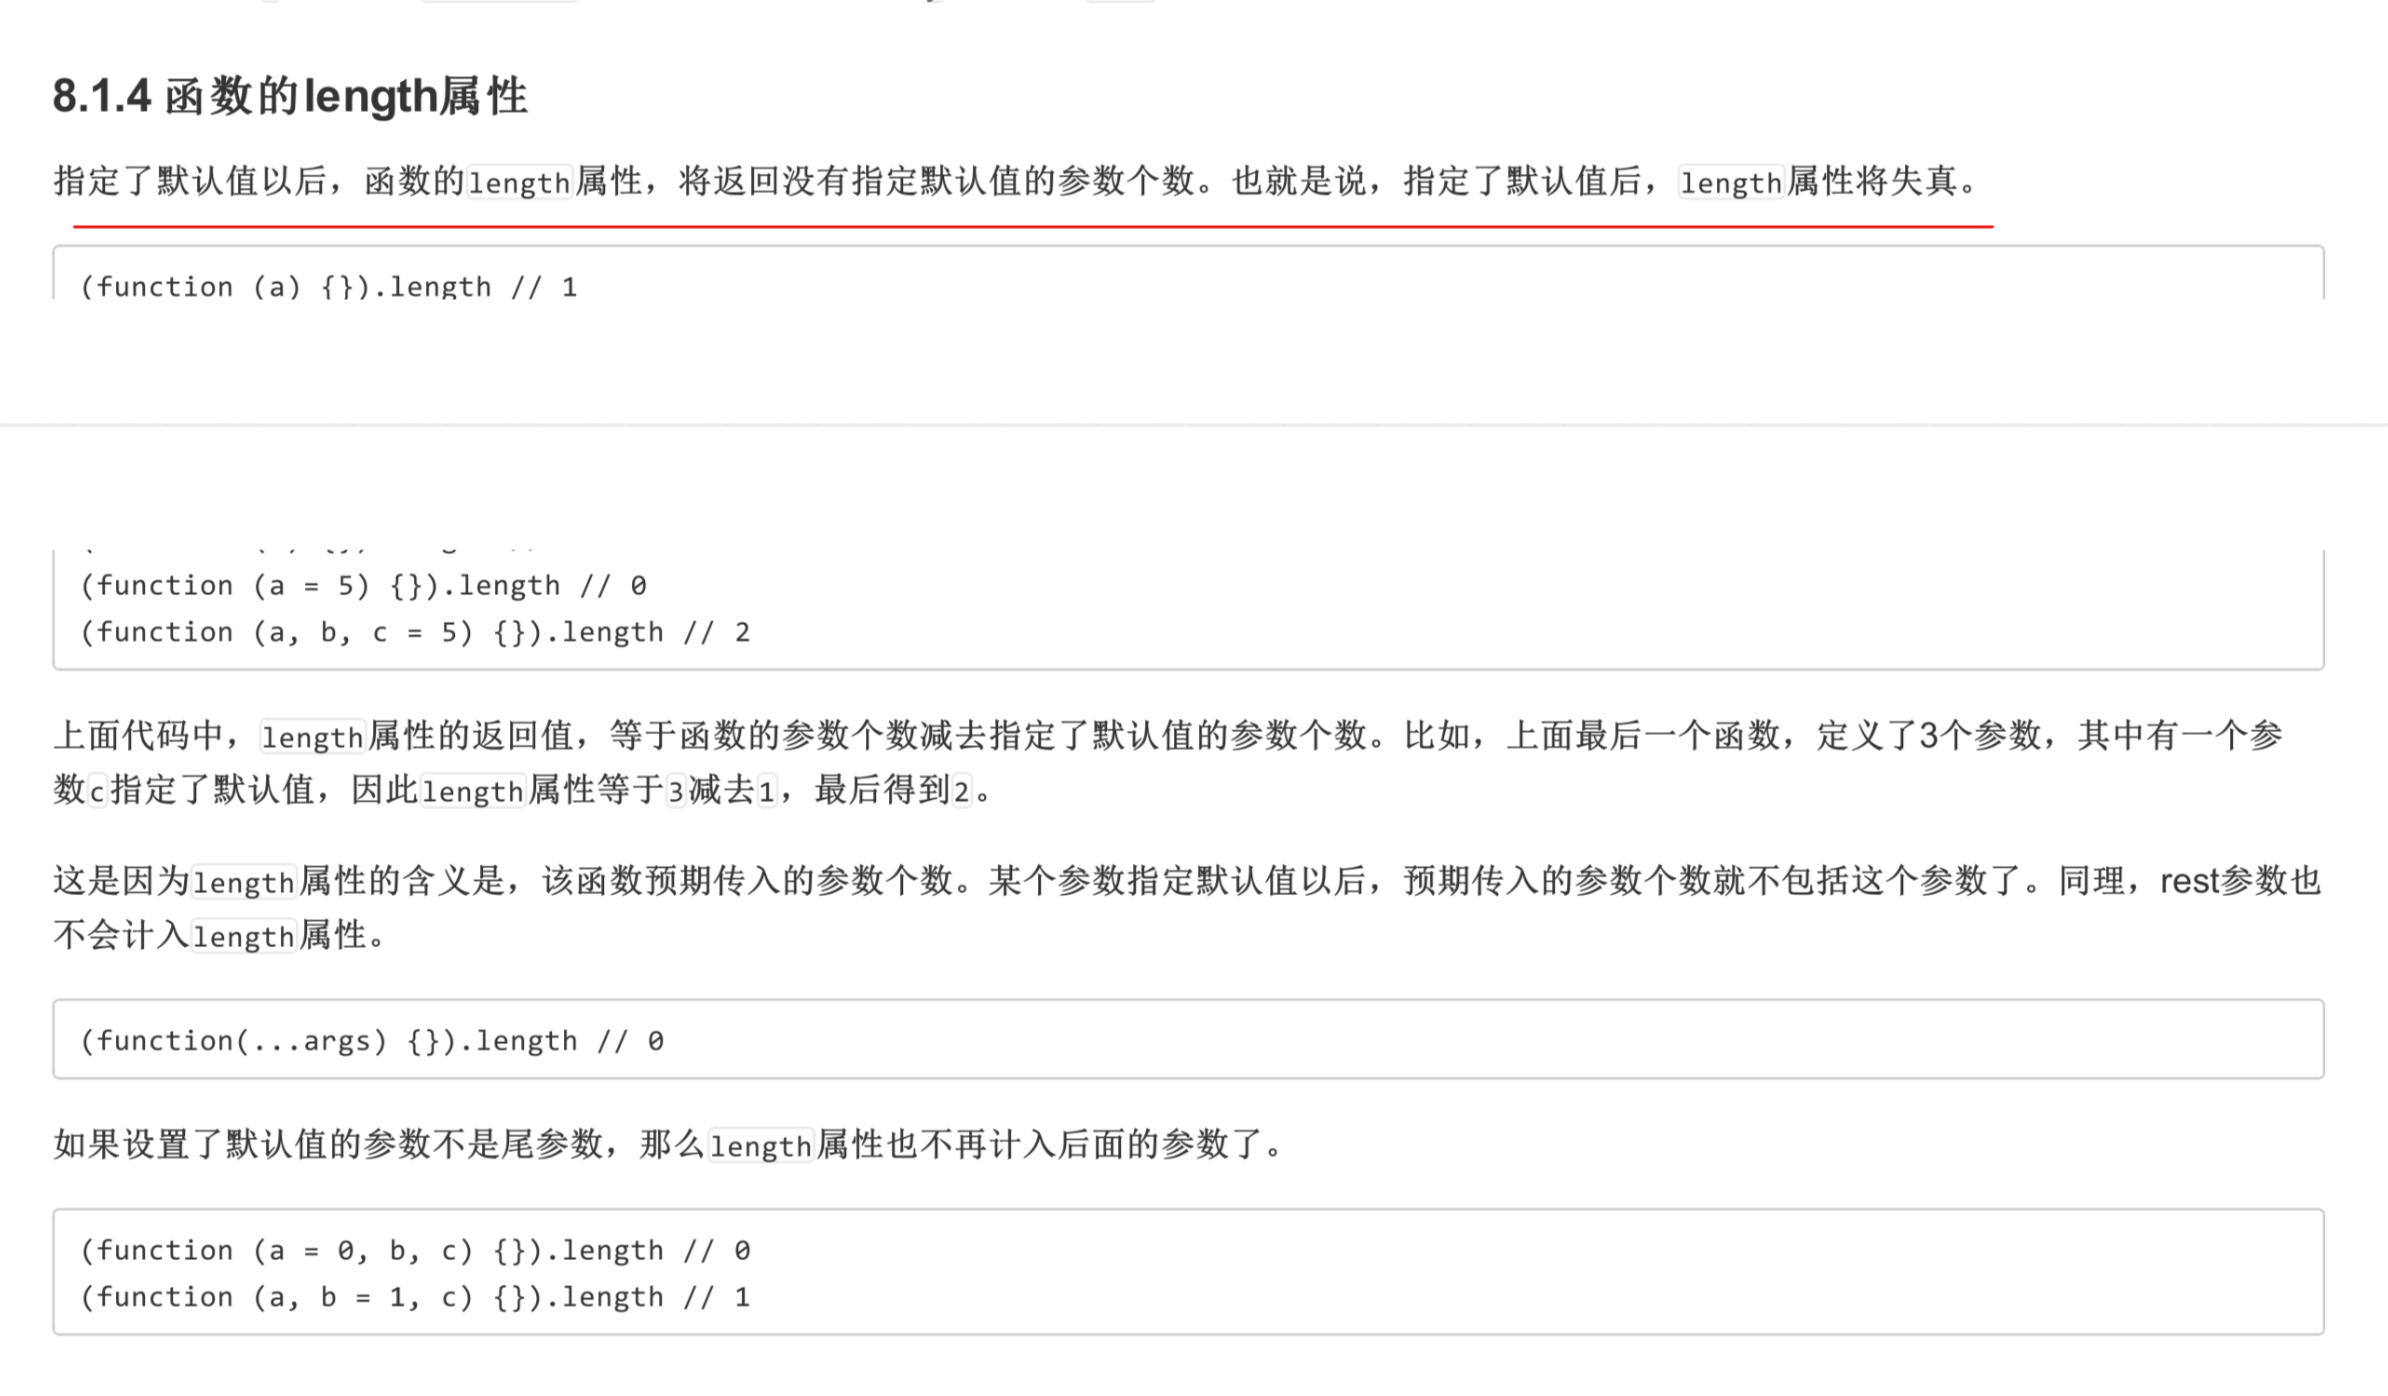 8.1.4 函数的length属性
指定了默认值以后，函数的length属性，将返回没有指定默认值的参数个数。也就是说，指定了默认值后，length属性将失真。
(function (a) {}).length // 1
(function (a = 5) {}).length // 0
(function (a, b, c = 5) {}).length // 2
上面代码中，length属性的返回值，等于函数的参数个数减去指定了默认值的参数个数。比如，上面最后一个函数，定义了3个参数，其中有一个参
数c指定了默认值，因此length属性等于3减去1，最后得到2。
这是因为length属性的含义是，该函数预期传入的参数个数。某个参数指定默认值以后，预期传入的参数个数就不包括这个参数了。同理，rest参数也
不会计入length属性。
(function(...args) {}).length // 0
如果设置了默认值的参数不是尾参数，那么length属性也不再计入后面的参数了。
(function (a = 0, b, c) {}).length // 0
(function (a, b = 1, c) {}).length // 1